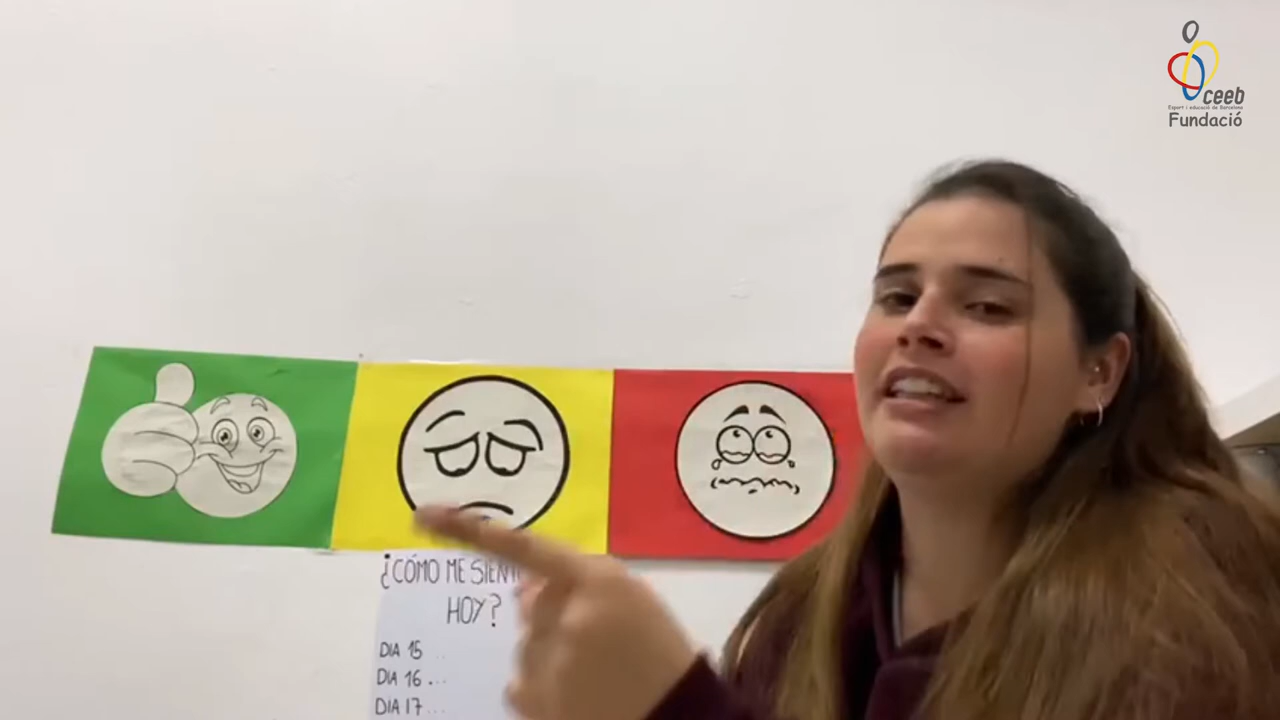 ceeb
Esport i educació de Barcelona
Fundació
¿CÓMO ME SIENT
HOY?
DIA 15 ..
DIA 16 ...
DIA 17 ...